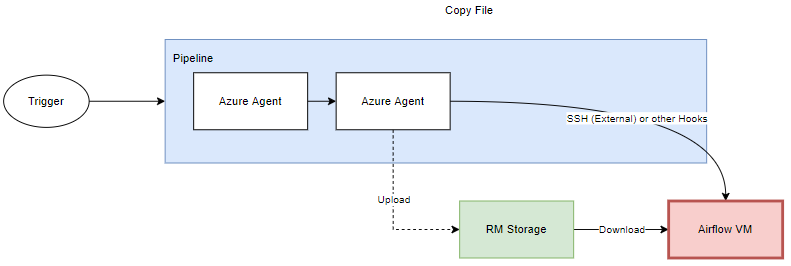 Copy File
Pipeline
Trigger
Azure Agent
Azure Agent
SSH (External) or other Hooks
Upload
RM Storage
Download
Airflow VM